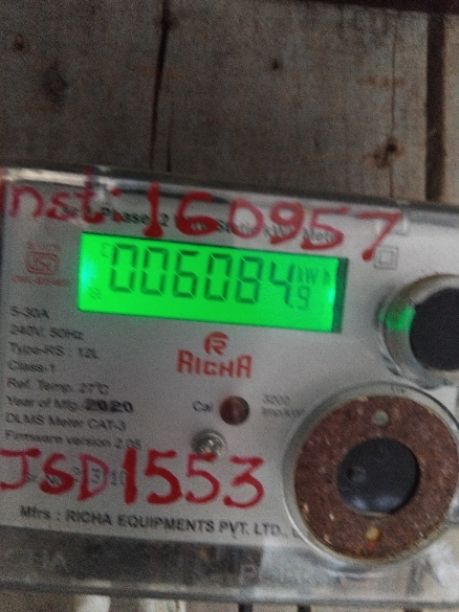 Inst:160957
006084.9 kWh
5-30A
240V, 50Hz
Type-RS : 12L
Class-1
Ref. Temp. 27°C
Year of Mfg. 2020
DLMS Meter CAT-3
Firmware version 2.05
RICHA
Cal
3200
JSD1553
Mfrs : RICHA EQUIPMENTS PVT. LTD.,